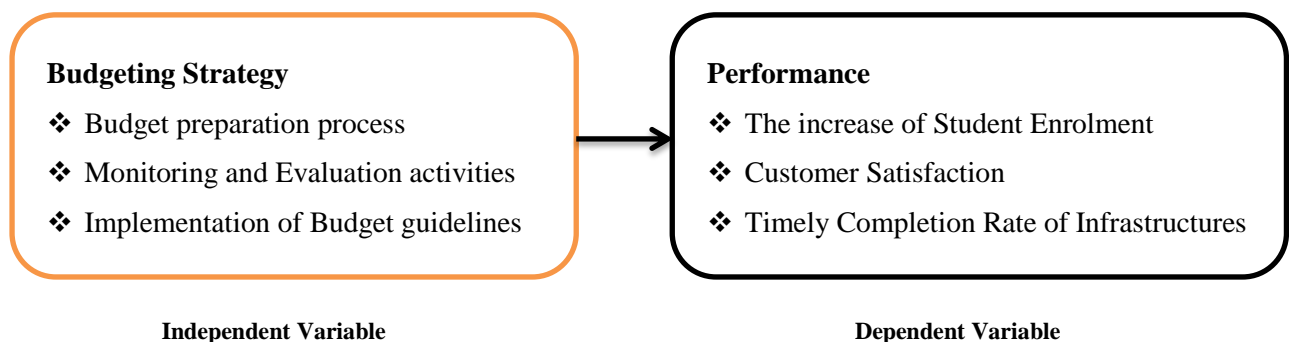 Budgeting Strategy
❖ Budget preparation process
❖ Monitoring and Evaluation activities
❖ Implementation of Budget guidelines
Performance
❖ The increase of Student Enrolment
❖ Customer Satisfaction
❖ Timely Completion Rate of Infrastructures
Independent Variable
Dependent Variable